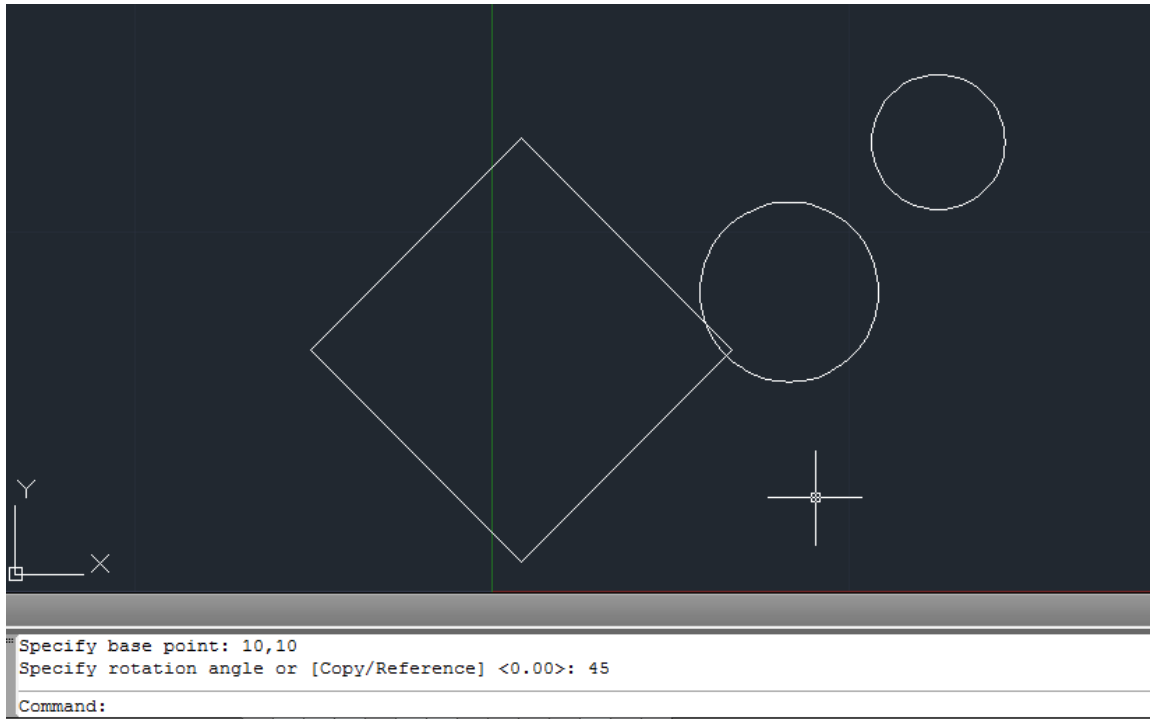 Y
X
Specify base point: 10,10
Specify rotation angle or [Copy/Reference] <0.00>: 45
Command: